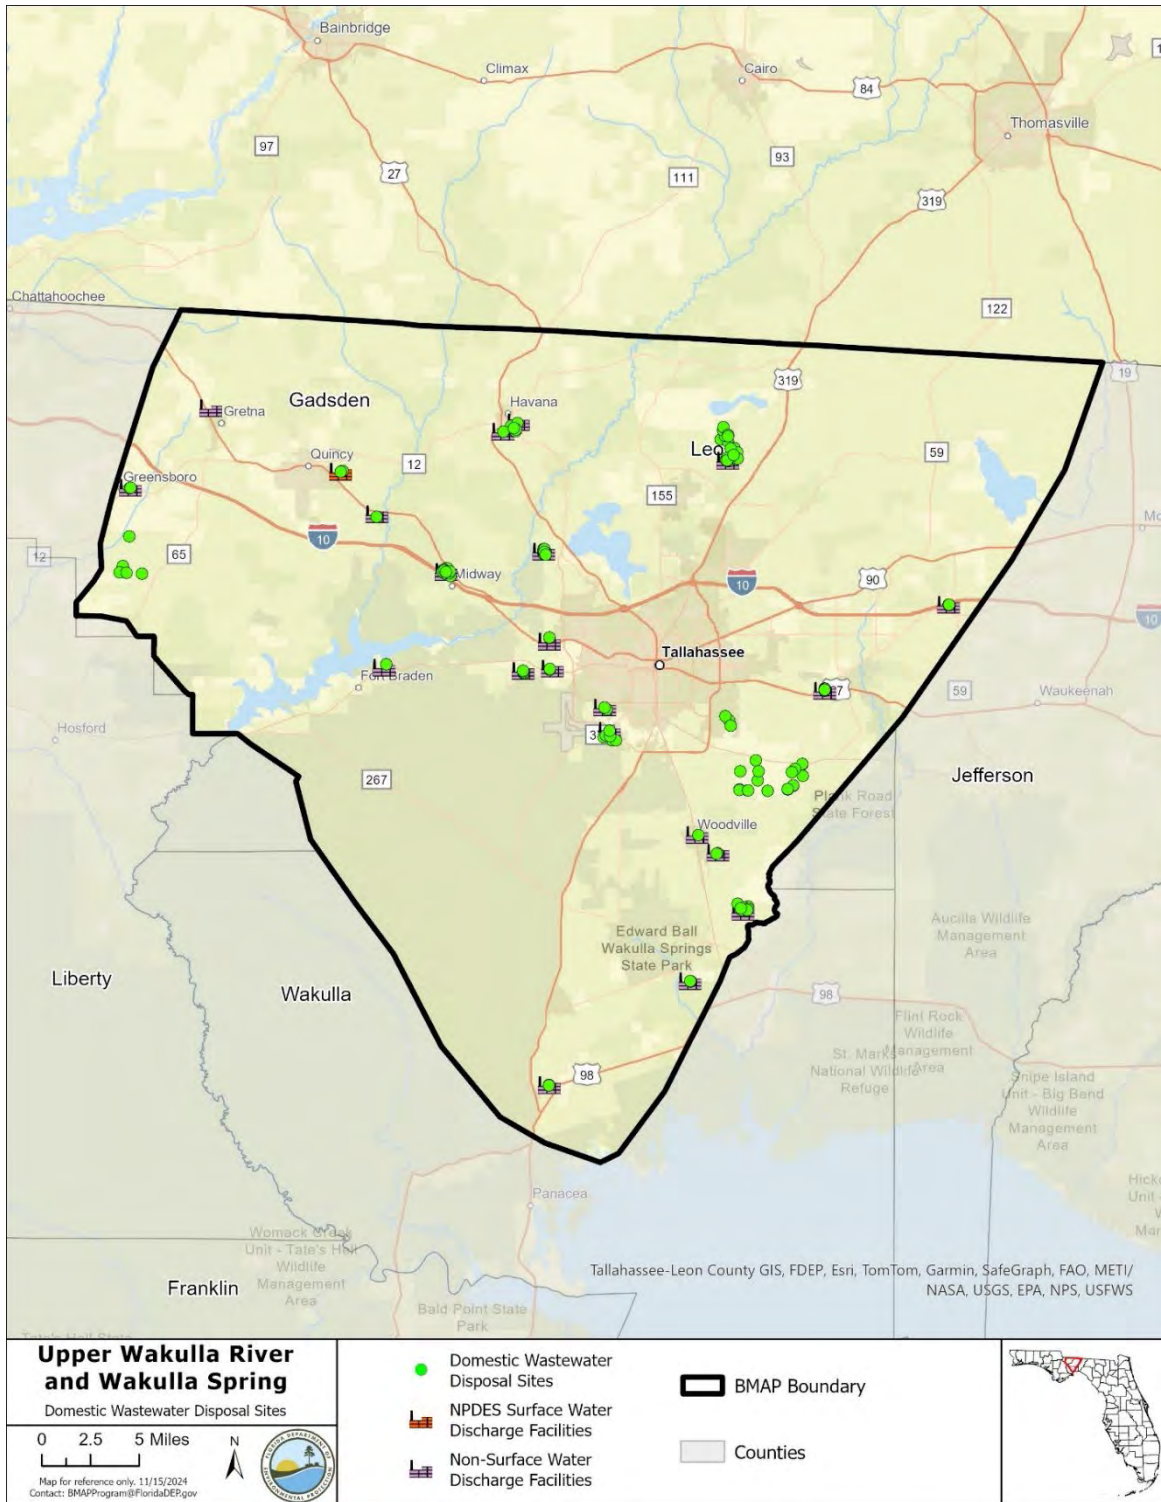 Bainbridge
Climax
Cairo
84
Thomasville
97
27
93
111
319
Chattahoochee
122
19
319
Gadsden
Havana
Gretna
Leo
Quincy
12
59
Greensboro
155
10
12
65
Midway
10
90
10
Tallahassee
Fort Braden
59
Waukeenah
Hosford
267
Jefferson
Plank Road
State Forest
Woodville
Edward Ball
Wakulla Springs
State Park
Aucilla Wildlife
Management
Area
Liberty
Wakulla
98
Flint Rock
Wildlife
Management
Area
St. Marks
National Wildlife
Refuge
98
Snipe Island
Unit - Big Bend
Wildlife
Management
Area
Panacea
Womack Creek
Unit - Tate's Hell
Wildlife
Management
Area
Franklin
Bald Point State
Park
Tallahassee-Leon County GIS, FDEP, Esri, TomTom, Garmin, SafeGraph, FAO, METI/
NASA, USGS, EPA, NPS, USFWS
Upper Wakulla River
and Wakulla Spring
Domestic Wastewater Disposal Sites
0 2.5 5 Miles
N
Map for reference only. 11/15/2024
Contact: BMAPProgram@FloridaDEP.gov
FLORIDA DEPARTMENT OF
ENVIRONMENTAL PROTECTION
Domestic Wastewater
Disposal Sites
NPDES Surface Water
Discharge Facilities
Non-Surface Water
Discharge Facilities
BMAP Boundary
Counties